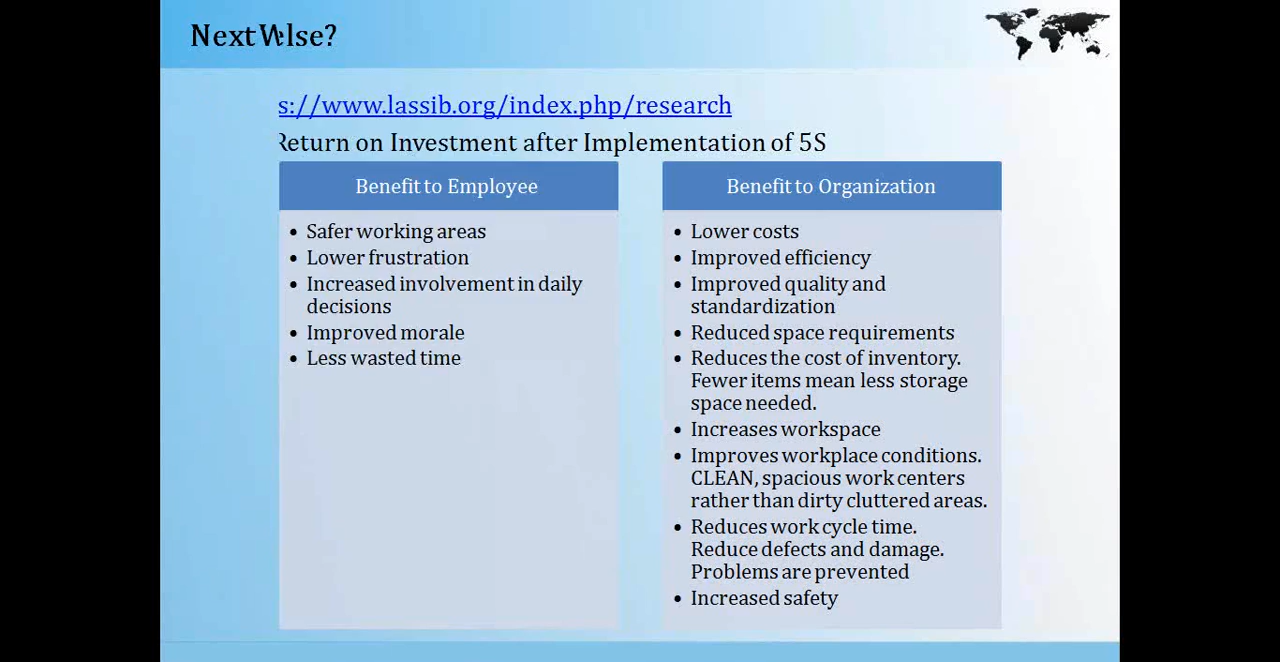 Next
s://www.lassib.org/index.php/research
Return on Investment after Implementation of 5S
Benefit to Employee
• Safer working areas
• Lower frustration
• Increased involvement in daily
decisions
• Improved morale
• Less wasted time
Benefit to Organization
• Lower costs
• Improved efficiency
• Improved quality and
standardization
• Reduced space requirements
• Reduces the cost of inventory.
Fewer items mean less storage
space needed.
• Increases workspace
• Improves workplace conditions.
CLEAN, spacious work centers
rather than dirty cluttered areas.
• Reduces work cycle time.
Reduce defects and damage.
Problems are prevented
• Increased safety